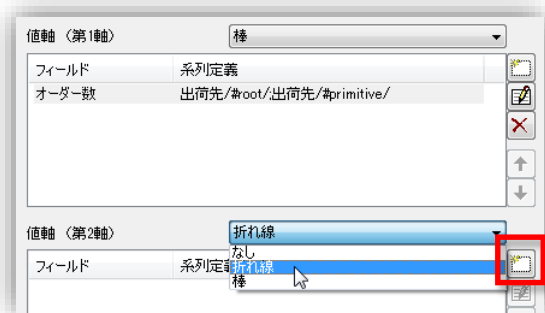 値軸 (第1軸) 棒
フィールド 系列定義
オーダー数 出荷先/#root/;出荷先/#primitive/
値軸 (第2軸) 折れ線
なし
フィールド 系列定 折れ線
棒